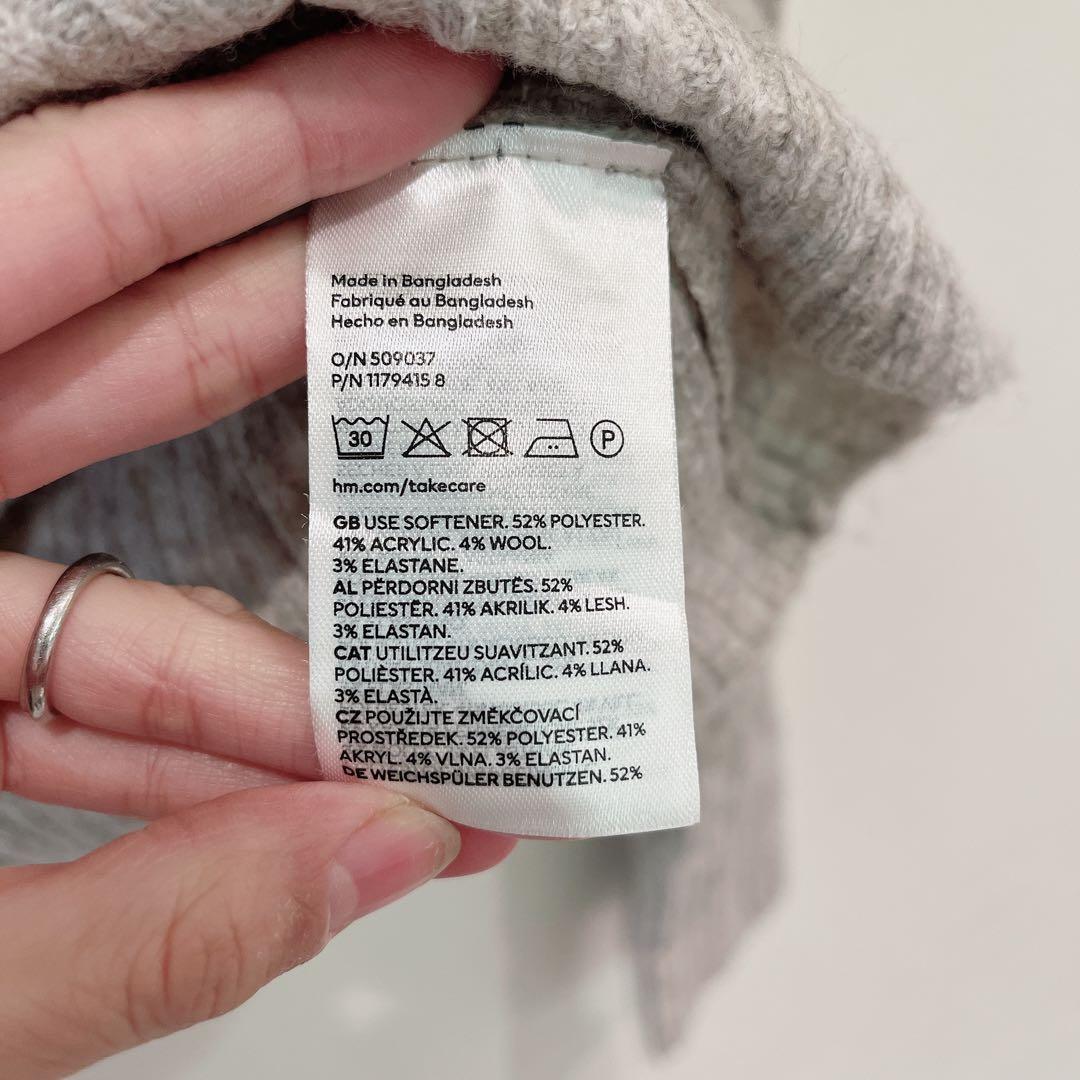 Made in Bangladesh
Fabriqué au Bangladesh
Hecho en Bangladesh
O/N 509037
P/N 1179415 8
30 P
hm.com/takecare
GB USE SOFTENER. 52% POLYESTER.
41% ACRYLIC. 4% WOOL.
3% ELASTANE.
AL PËRDORNI ZBUTËS. 52%
POLIESTËR. 41% AKRILIK. 4% LESH.
3% ELASTAN.
CAT UTILITZEU SUAVITZANT. 52%
POLIÈSTER. 41% ACRÍLIC. 4% LLANA.
3% ELASTÀ.
CZ POUŽIJTE ZMĚKČOVACÍ
PROSTŘEDEK. 52% POLYESTER. 41%
AKRYL. 4% VLNA. 3% ELASTAN.
DE WEICHSPÜLER BENUTZEN. 52%